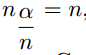 n α/n = n,